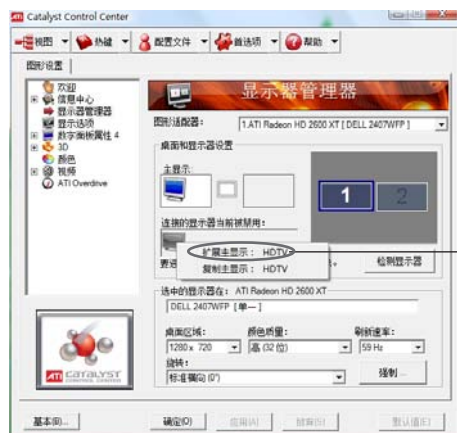 Catalyst Control Center
视图 热键 配置文件 首选项 帮助
图形设置
欢迎
信息中心
显示器管理器
显示选项
数字面板属性 4
3D
颜色
视频
ATI Overdrive
显示器管理器
图形适配器:
1.ATI Radeon HD 2600 XT [ DELL 2407WFP ]
桌面和显示器设置
主显示:
1 2
连接的显示器当前被禁用:
扩展主显示: HDTV
复制主显示: HDTV
检测显示器
选中的显示器在: ATI Radeon HD 2600 XT
DELL 2407WFP [单一]
桌面区域: 颜色质量: 刷新速率:
1280 x 720 高 (32 位) 59 Hz
旋转:
标准横向 (0°)
强制...
ATI CATALYST
CONTROL CENTER
基本(B)... 确定(O) 应用(A) 默认值(E)